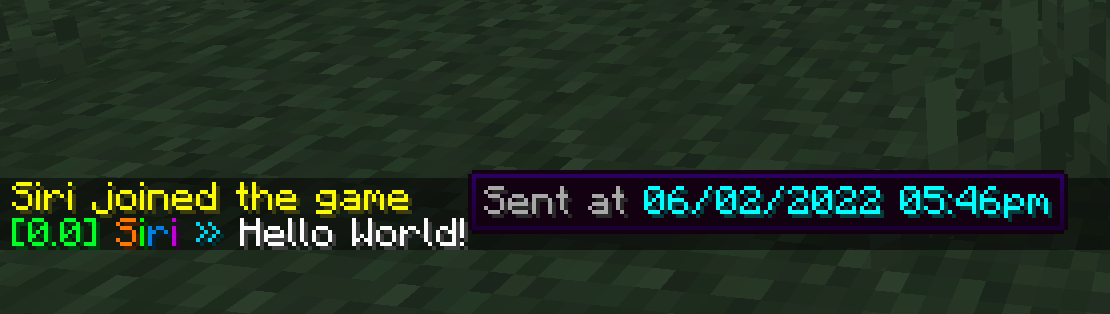 Siri joined the game
Sent at 06/02/2022 05:46pm
[0.0] Siri » Hello World!